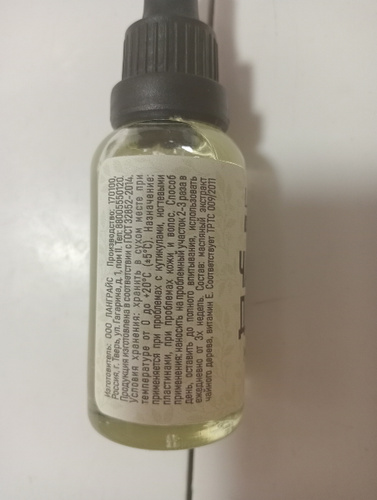 Изготовитель: ООО ЛАНГРАЙС Производство: 170100,
Россия, г. Тверь, ул. Гагарина, д. 1, пом II. Тел: 88005550120.
Продукция изготовлена в соответствии с ГОСТ 32852-2014.
Условия хранения: хранить в сухом месте при
температуре от 0 до +20°С (±5°С). Назначение:
применяется при проблемах с кутикулами, ногтевыми
пластинами, при проблемах кожи и волос. Способ
применения: наносить на проблемный участок 2-3 раза в
день, оставить до полного впитывания, использовать
ежедневно от 3х недель. Состав: масляный экстракт
чайного дерева, витамин Е. Соответствует ТРТС 009/2011